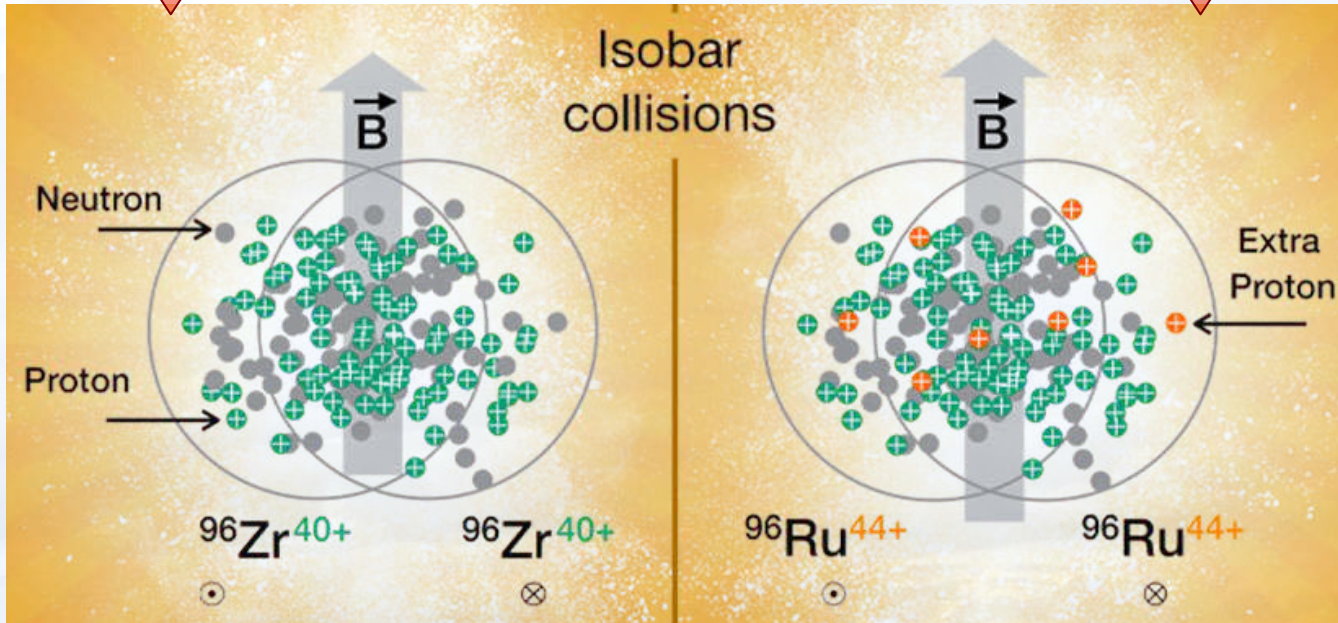 Isobar
collisions
B
Neutron
Proton
⁹⁶Zr⁴⁰⁺
⁹⁶Zr⁴⁰⁺
B
Extra
Proton
⁹⁶Ru⁴⁴⁺
⁹⁶Ru⁴⁴⁺